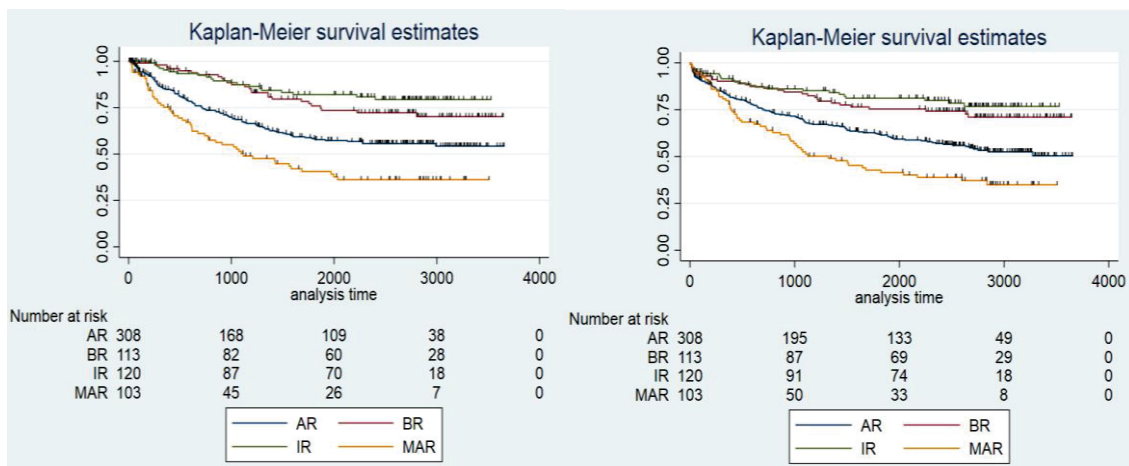 Kaplan-Meier survival estimates
1.00
0.75
0.50
0.25
0.00
0 1000 2000 3000 4000
analysis time
Number at risk
AR 308 168 109 38 0
BR 113 82 60 28 0
IR 120 87 70 18 0
MAR 103 45 26 7 0
AR BR
IR MAR
Kaplan-Meier survival estimates
1.00
0.75
0.50
0.25
0.00
0 1000 2000 3000 4000
analysis time
Number at risk
AR 308 195 133 49 0
BR 113 87 69 29 0
IR 120 91 74 18 0
MAR 103 50 33 8 0
AR BR
IR MAR